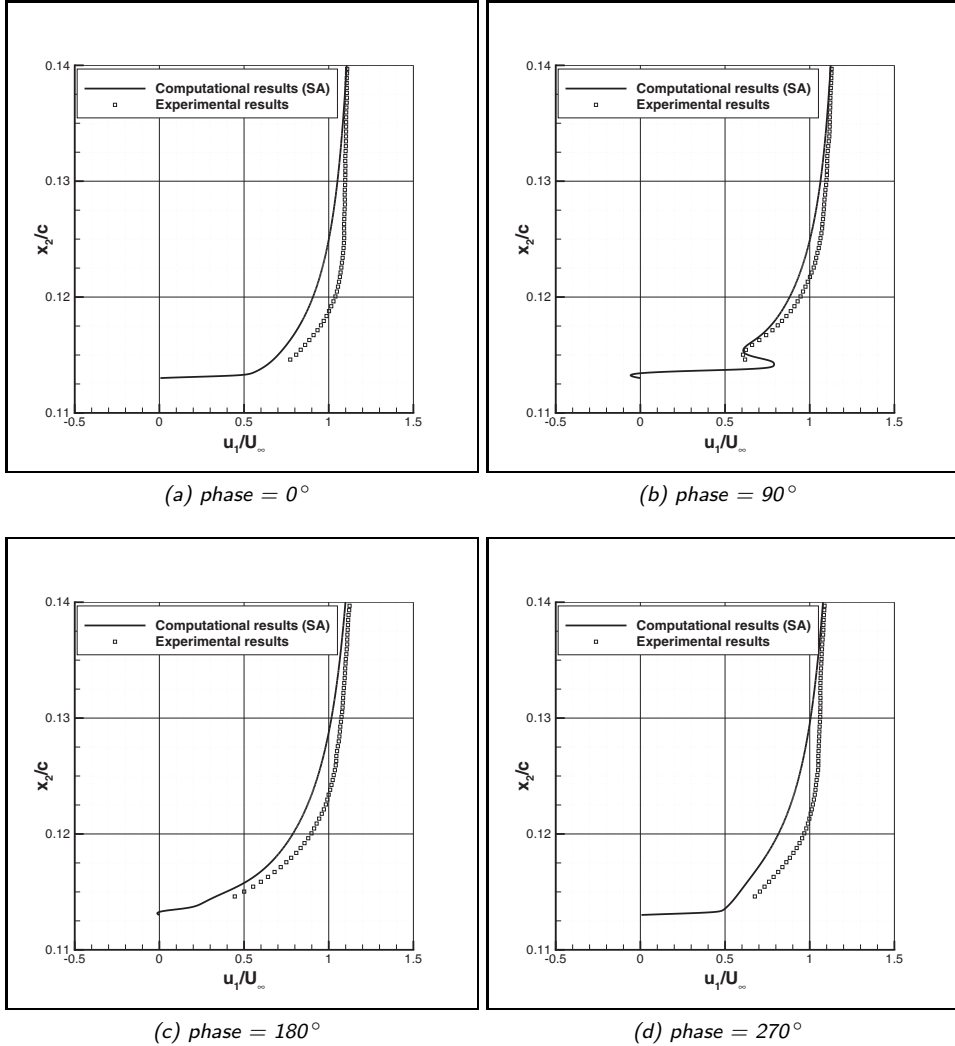 0.14
Computational results (SA)
Experimental results
0.13
x2/c
0.12
0.11
-0.5 0 0.5 1 1.5
u1/U∞
(a) phase = 0°
0.14
Computational results (SA)
Experimental results
0.13
x2/c
0.12
0.11
-0.5 0 0.5 1 1.5
u1/U∞
(b) phase = 90°
0.14
Computational results (SA)
Experimental results
0.13
x2/c
0.12
0.11
-0.5 0 0.5 1 1.5
u1/U∞
(c) phase = 180°
0.14
Computational results (SA)
Experimental results
0.13
x2/c
0.12
0.11
-0.5 0 0.5 1 1.5
u1/U∞
(d) phase = 270°